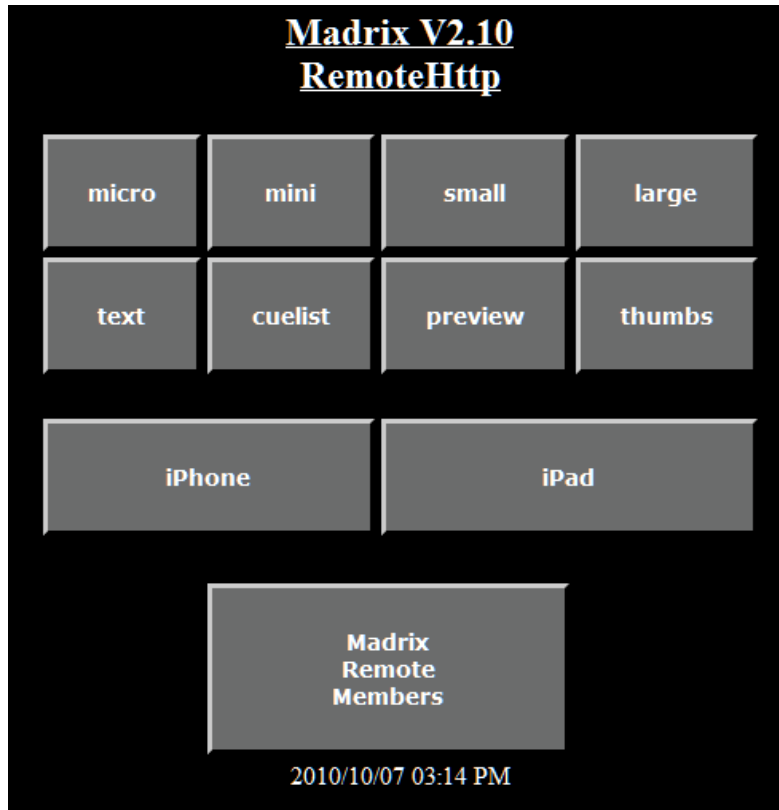 Madrix V2.10
RemoteHttp
micro mini small large
text cuelist preview thumbs
iPhone iPad
Madrix
Remote
Members
2010/10/07 03:14 PM